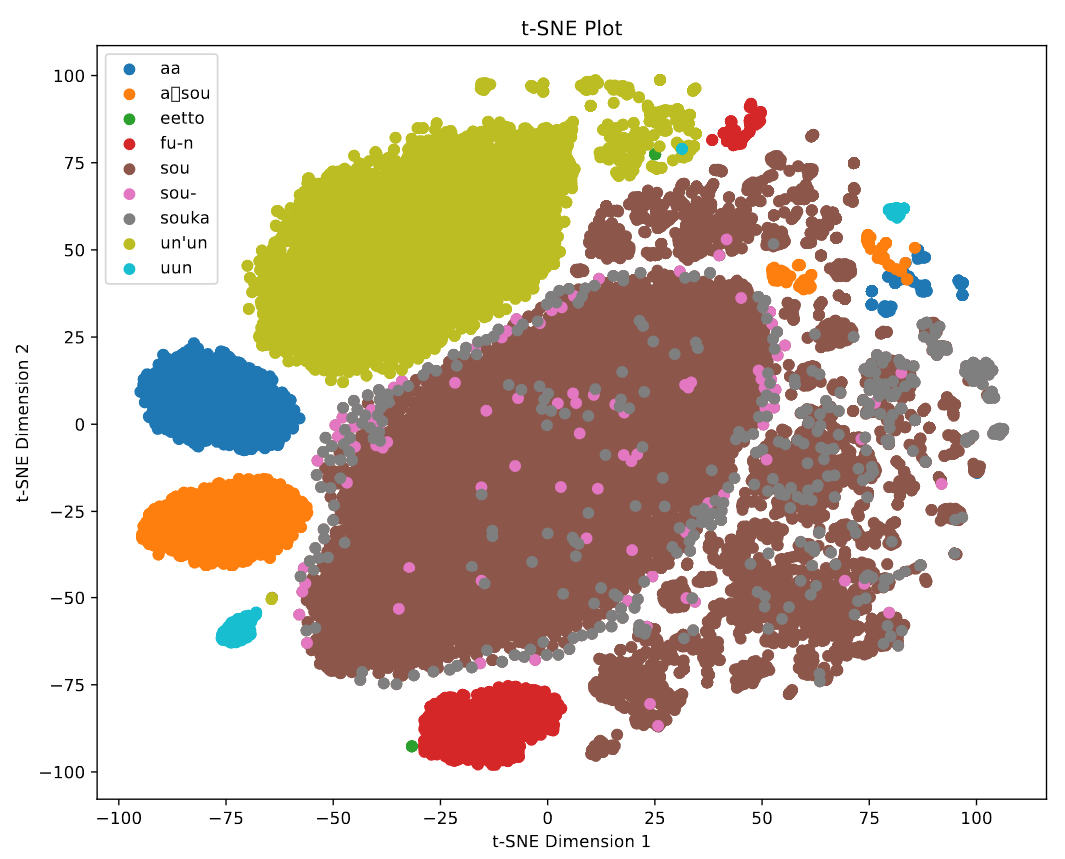 t-SNE Plot
aa
a▯sou
eetto
fu-n
sou
sou-
souka
un'un
uun
100
75
50
25
0
−25
−50
−75
−100
t-SNE Dimension 2
−100
−75
−50
−25
0
25
50
75
100
t-SNE Dimension 1